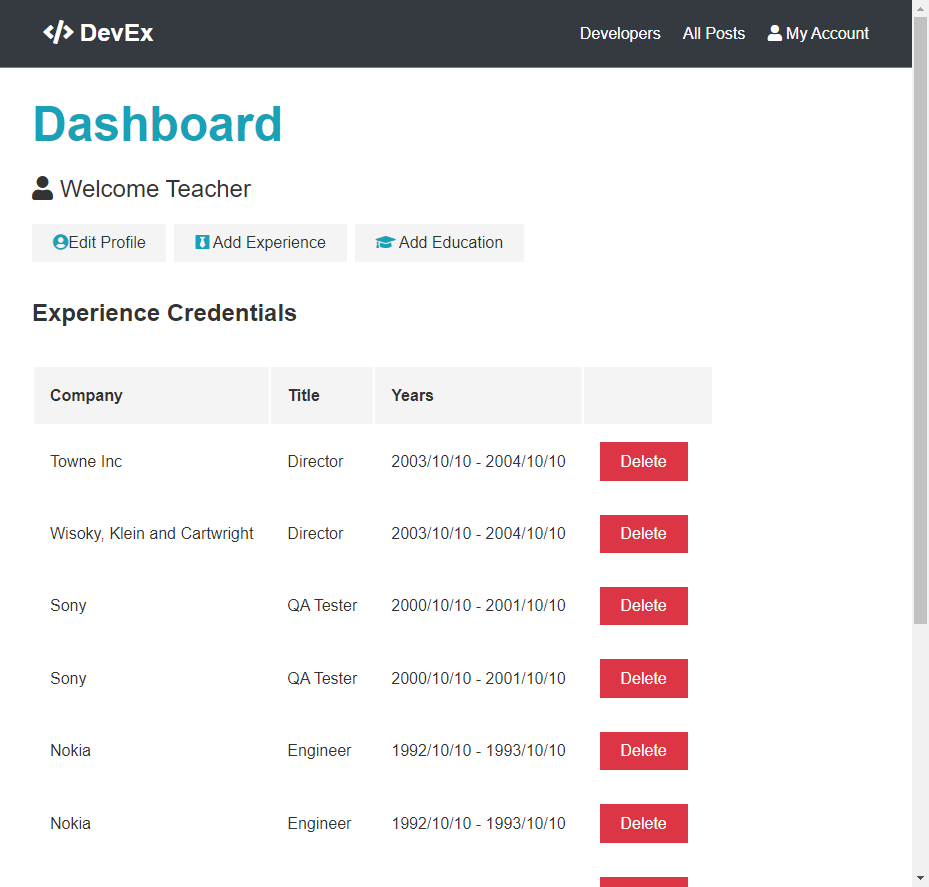 DevEx Developers All Posts My Account
Dashboard
Welcome Teacher
Edit Profile Add Experience Add Education
Experience Credentials
Company Title Years
Towne Inc Director 2003/10/10 - 2004/10/10 Delete
Wisoky, Klein and Cartwright Director 2003/10/10 - 2004/10/10 Delete
Sony QA Tester 2000/10/10 - 2001/10/10 Delete
Sony QA Tester 2000/10/10 - 2001/10/10 Delete
Nokia Engineer 1992/10/10 - 1993/10/10 Delete
Nokia Engineer 1992/10/10 - 1993/10/10 Delete